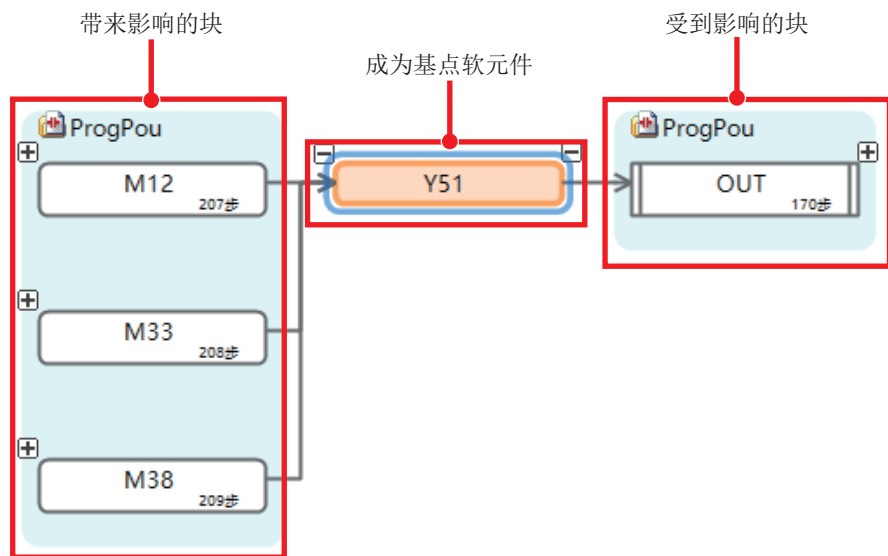 带来影响的块
成为基点软元件
受到影响的块
ProgPou
M12
207步
M33
208步
M38
209步
Y51
ProgPou
OUT
170步